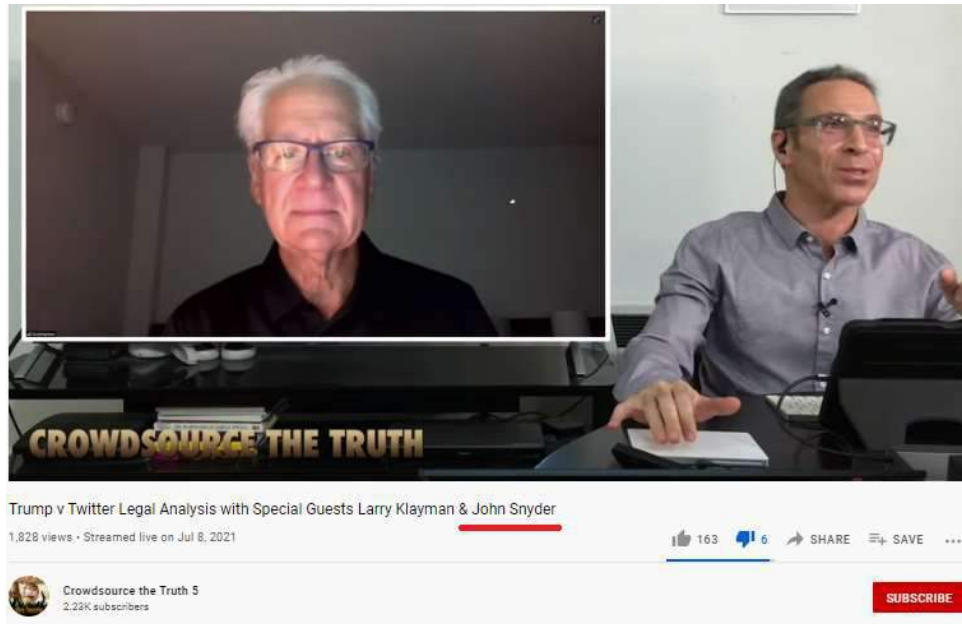 CROWDSOURCE THE TRUTH
Trump v Twitter Legal Analysis with Special Guests Larry Klayman & John Snyder
1,828 views • Streamed live on Jul 8, 2021
163
6
SHARE
SAVE
Crowdsource the Truth 5
2.23K subscribers
SUBSCRIBE